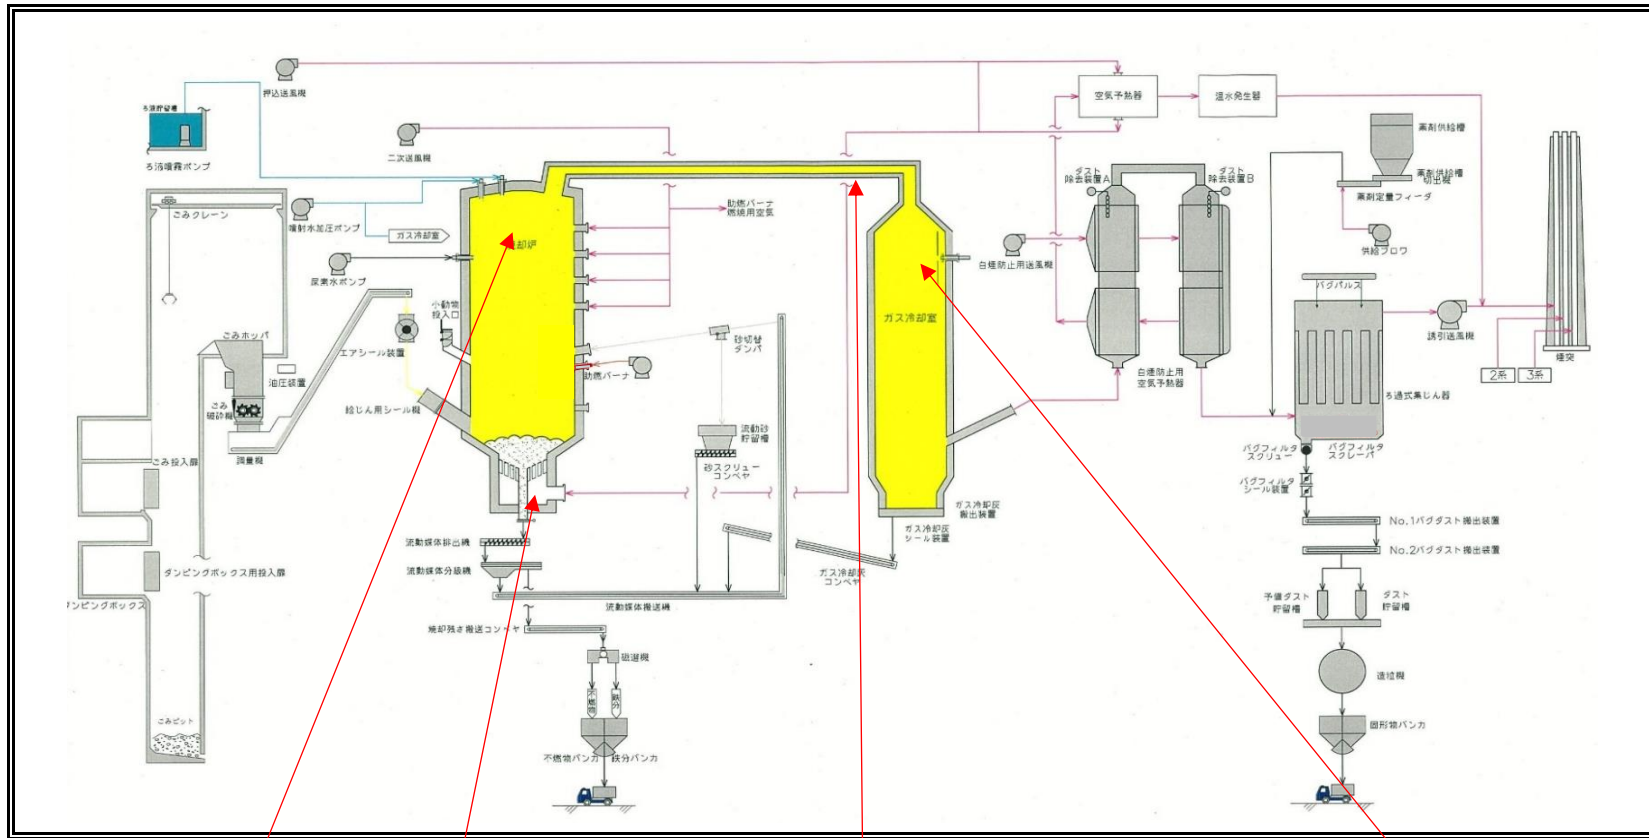 押込送風機
ろ液貯留槽
ろ液噴霧ポンプ
二次送風機
空気予熱器
温水発生器
薬剤供給槽
薬剤供給槽
切出機
薬剤定量フィーダ
供給ブロワ
ごみクレーン
噴射水加圧ポンプ
ガス冷却室
尿素水ポンプ
助燃バーナ
燃焼用空気
却炉
ダスト
除去装置A
ダスト
除去装置B
白煙防止用送風機
バグパルス
誘引送風機
煙突
2系
3系
小動物
投入口
エアシール装置
ごみホッパ
油圧装置
ごみ
破砕機
給じん用シール機
調量機
砂切替
ダンパ
助燃バーナ
ガス冷却室
白煙防止用
空気予熱器
ろ過式集じん器
流動砂
貯留槽
砂スクリュー
コンベヤ
バグフィルタ
スクリュー
バグフィルタ
スクレーパ
バグフィルタ
シール装置
ごみ投入扉
ガス冷却灰
搬出装置
ガス冷却灰
シール装置
No.1バグダスト搬出装置
No.2バグダスト搬出装置
流動媒体排出機
流動媒体分級機
ガス冷却灰
コンベヤ
ダンピングボックス用投入扉
ンピングボックス
流動媒体搬送機
予備ダスト
貯留槽
ダスト
貯留槽
焼却残さ搬送コンベヤ
磁選機
不燃物
鉄分
造粒機
ごみピット
不燃物バンカ
鉄分バンカ
固形物バンカ